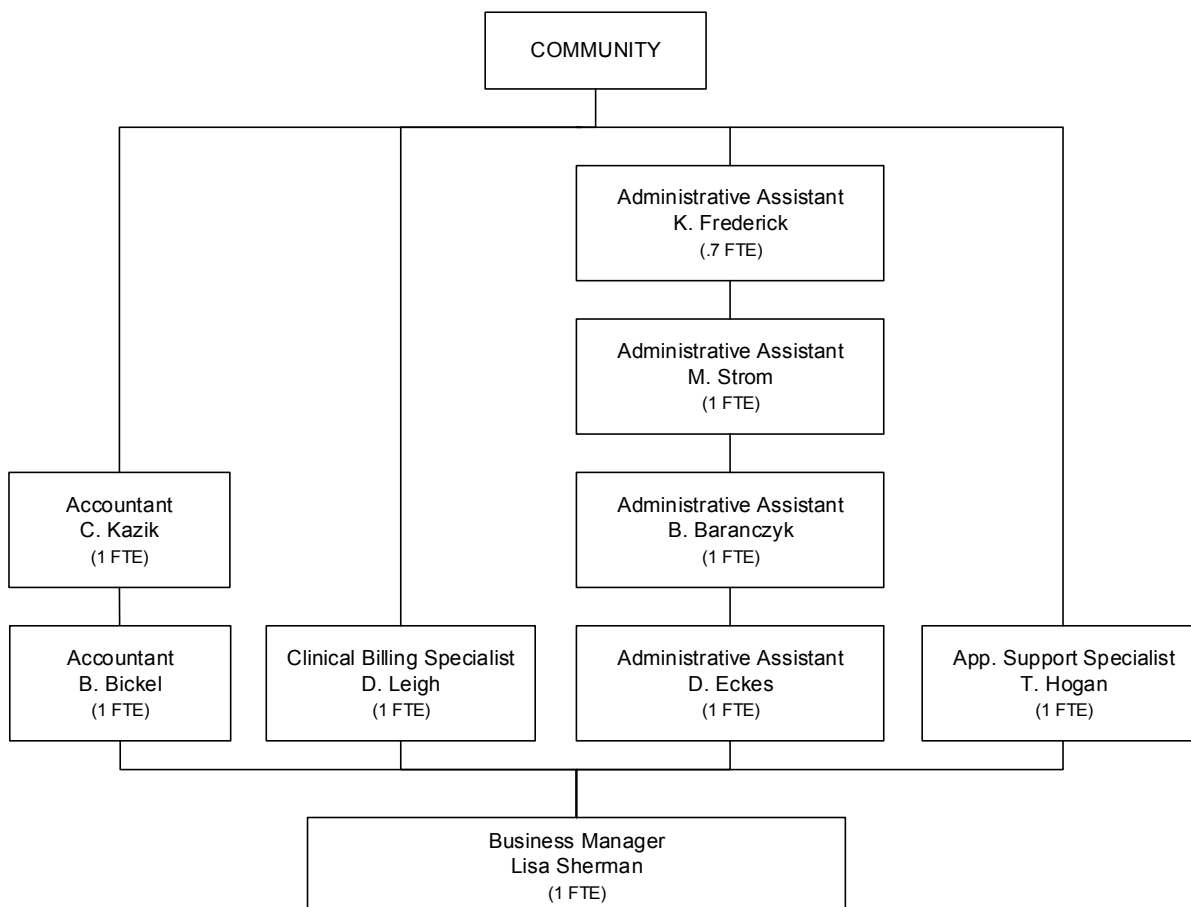 COMMUNITY
Administrative Assistant
K. Frederick
(.7 FTE)
Administrative Assistant
M. Strom
(1 FTE)
Accountant
C. Kazik
(1 FTE)
Administrative Assistant
B. Baranczyk
(1 FTE)
Accountant
B. Bickel
(1 FTE)
Clinical Billing Specialist
D. Leigh
(1 FTE)
Administrative Assistant
D. Eckes
(1 FTE)
App. Support Specialist
T. Hogan
(1 FTE)
Business Manager
Lisa Sherman
(1 FTE)